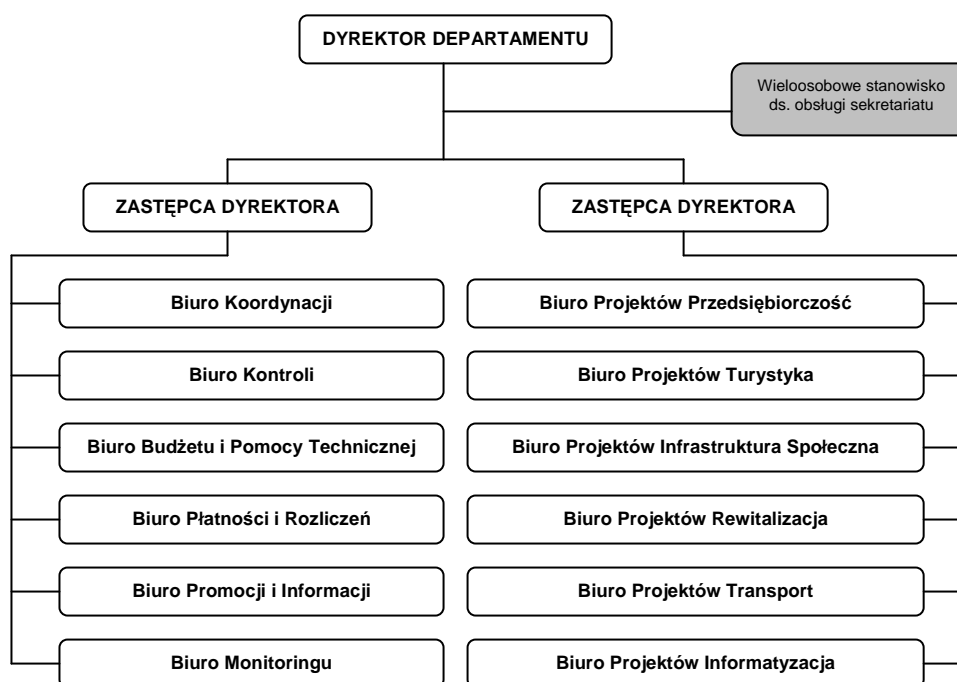 DYREKTOR DEPARTAMENTU
Wieloosobowe stanowisko
ds. obsługi sekretariatu
ZASTĘPCA DYREKTORA
ZASTĘPCA DYREKTORA
Biuro Koordynacji
Biuro Projektów Przedsiębiorczość
Biuro Kontroli
Biuro Projektów Turystyka
Biuro Budżetu i Pomocy Technicznej
Biuro Projektów Infrastruktura Społeczna
Biuro Płatności i Rozliczeń
Biuro Projektów Rewitalizacja
Biuro Promocji i Informacji
Biuro Projektów Transport
Biuro Monitoringu
Biuro Projektów Informatyzacja